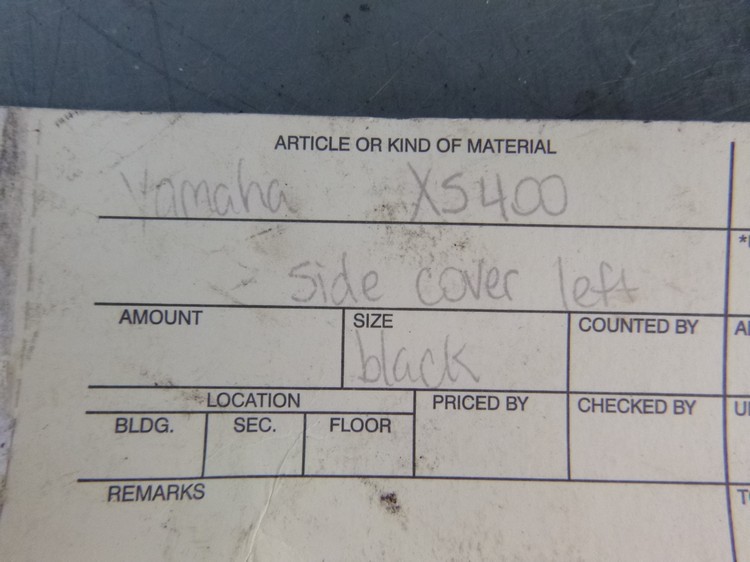 ARTICLE OR KIND OF MATERIAL
Yamaha XS400
side cover left
AMOUNT SIZE COUNTED BY
black
LOCATION PRICED BY CHECKED BY
BLDG. SEC. FLOOR
REMARKS